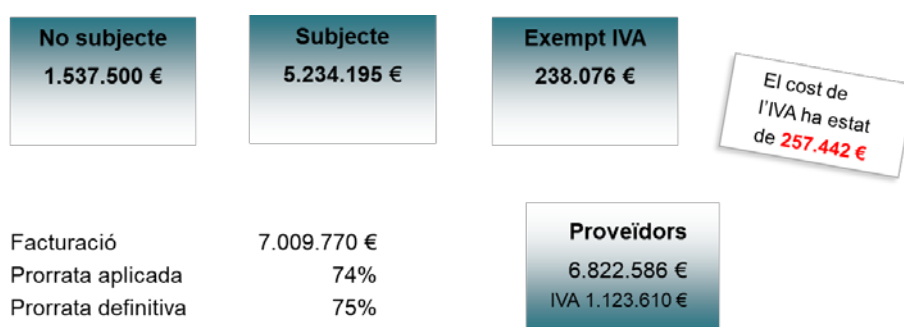 No subjecte
1.537.500 €
Subjecte
5.234.195 €
Exempt IVA
238.076 €
El cost de
l'IVA ha estat
de 257.442 €
Facturació 7.009.770 €
Prorrata aplicada 74%
Prorrata definitiva 75%
Proveïdors
6.822.586 €
IVA 1.123.610 €